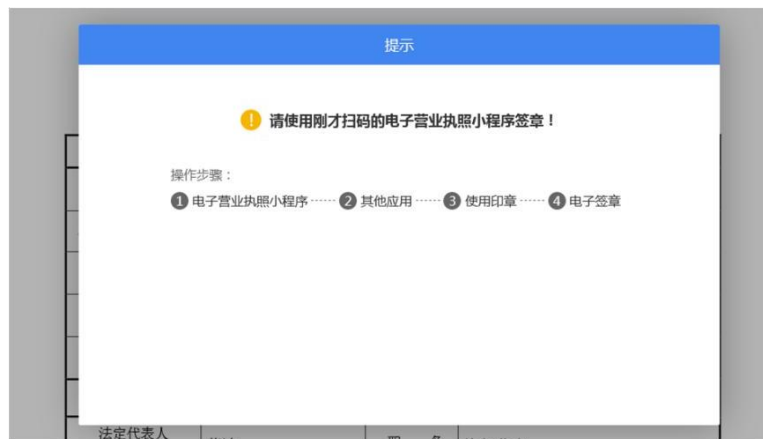 提示
请使用刚才扫码的电子营业执照小程序签章！
操作步骤：
1 电子营业执照小程序 ······ 2 其他应用 ······ 3 使用印章 ······ 4 电子签章
法定代表人